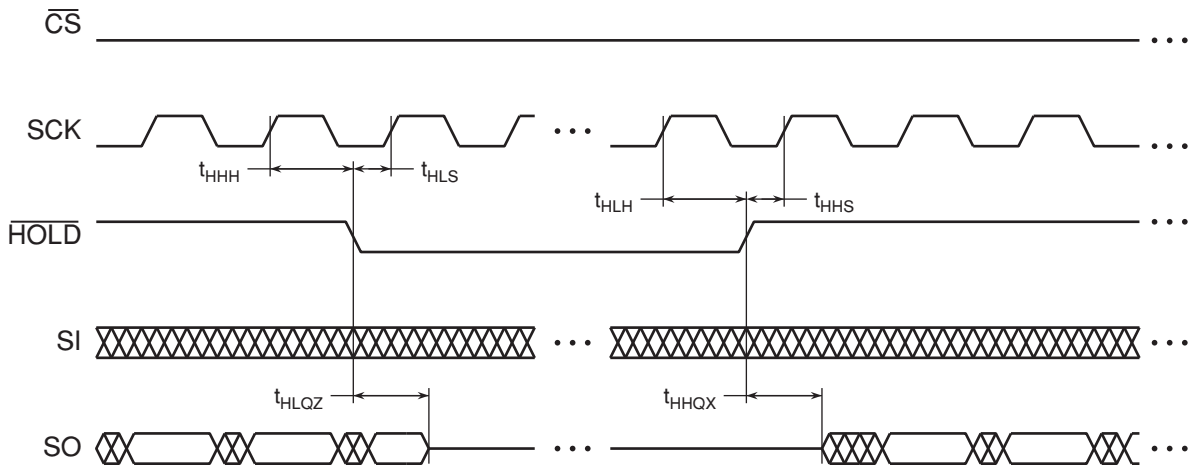 CS
SCK
tHHH
tHLS
tHLH
tHHS
HOLD
SI
tHLQZ
tHHQX
SO